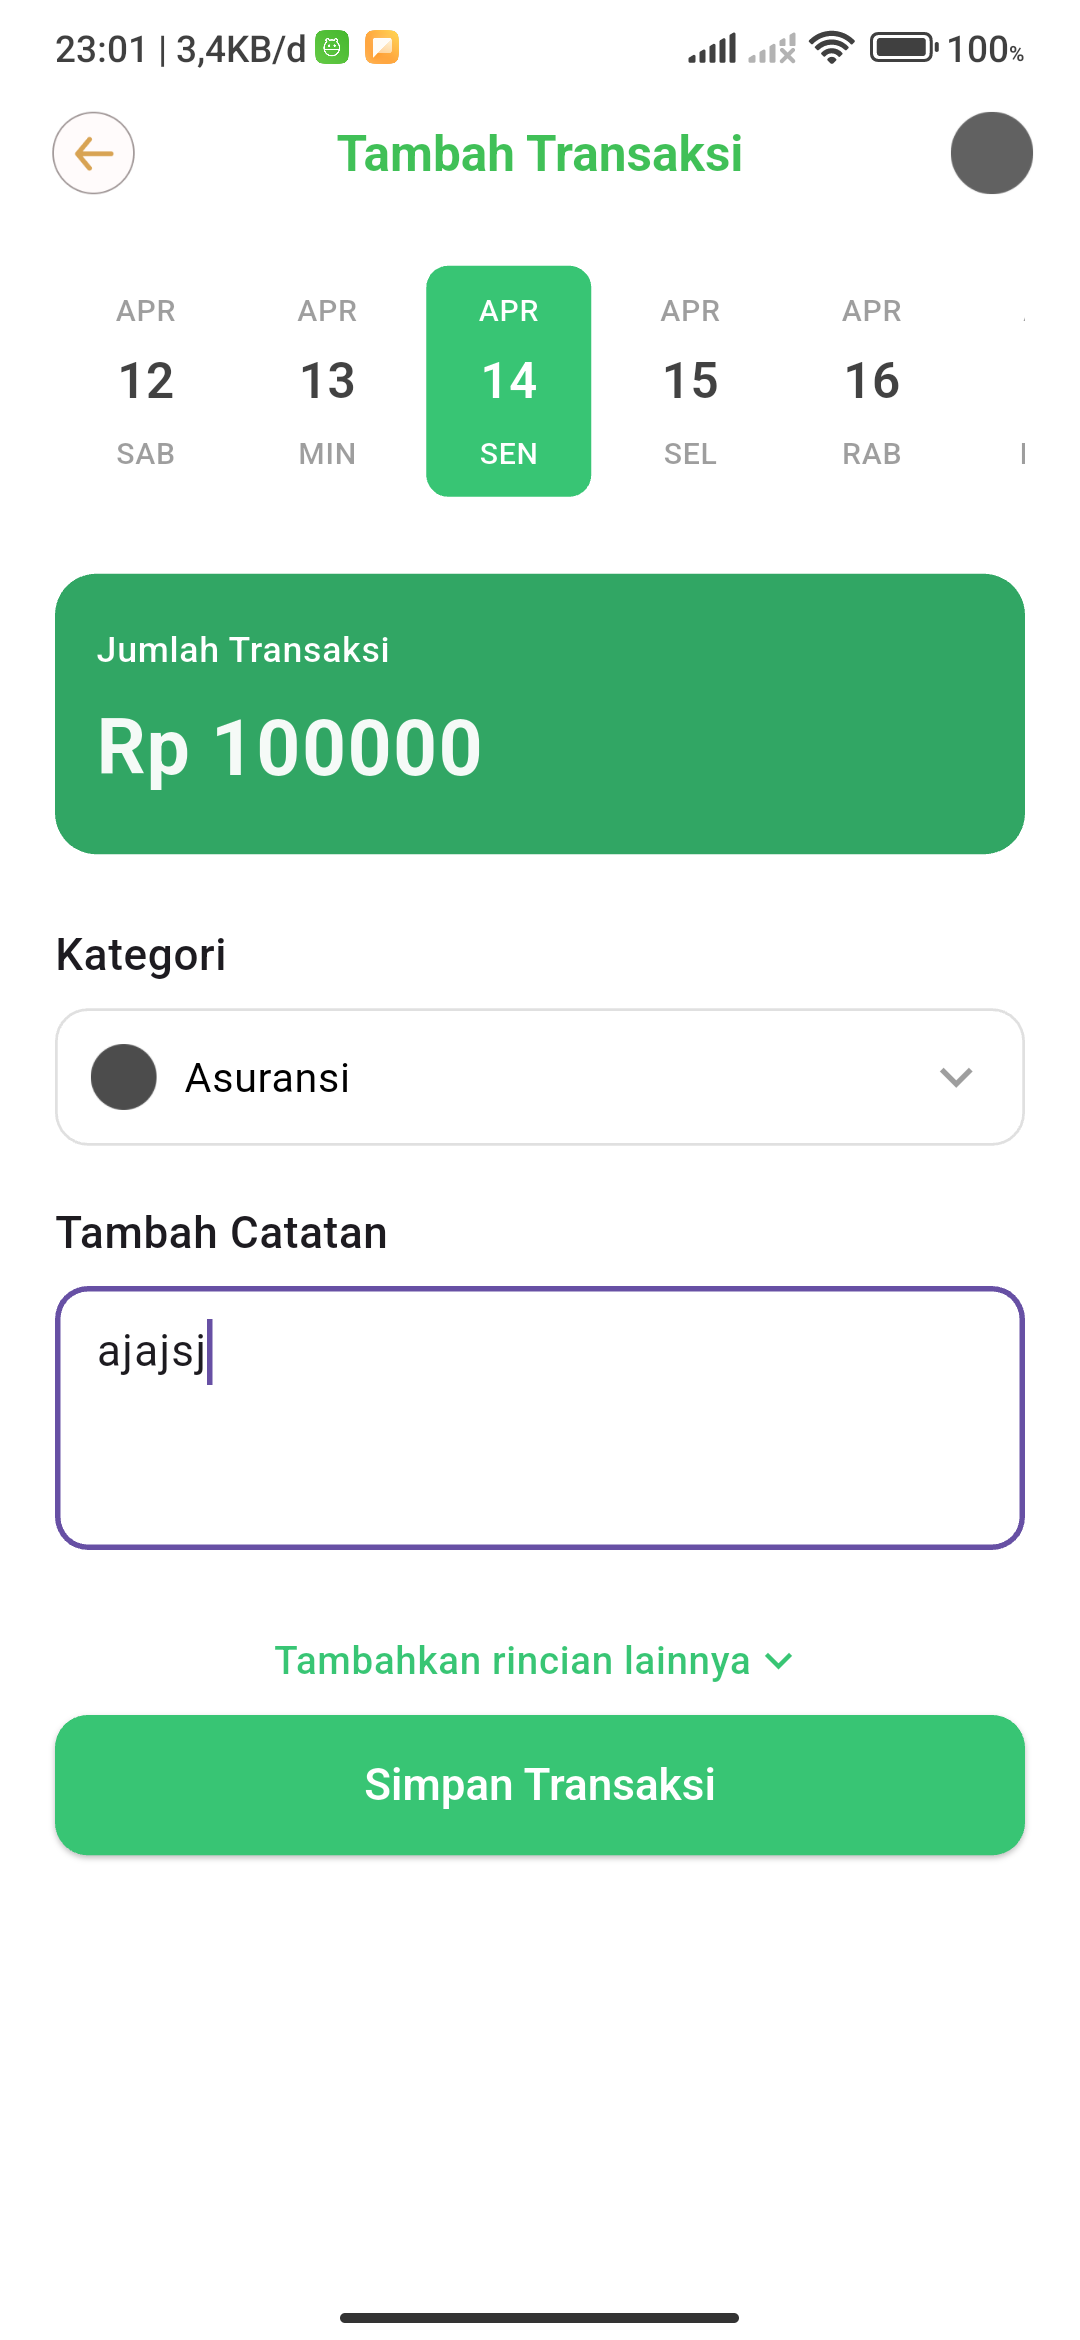 23:01 | 3,4KB/d 100%
Tambah Transaksi
APR APR APR APR APR
12 13 14 15 16
SAB MIN SEN SEL RAB
Jumlah Transaksi
Rp 100000
Kategori
Asuransi
Tambah Catatan
ajajsj
Tambahkan rincian lainnya
Simpan Transaksi